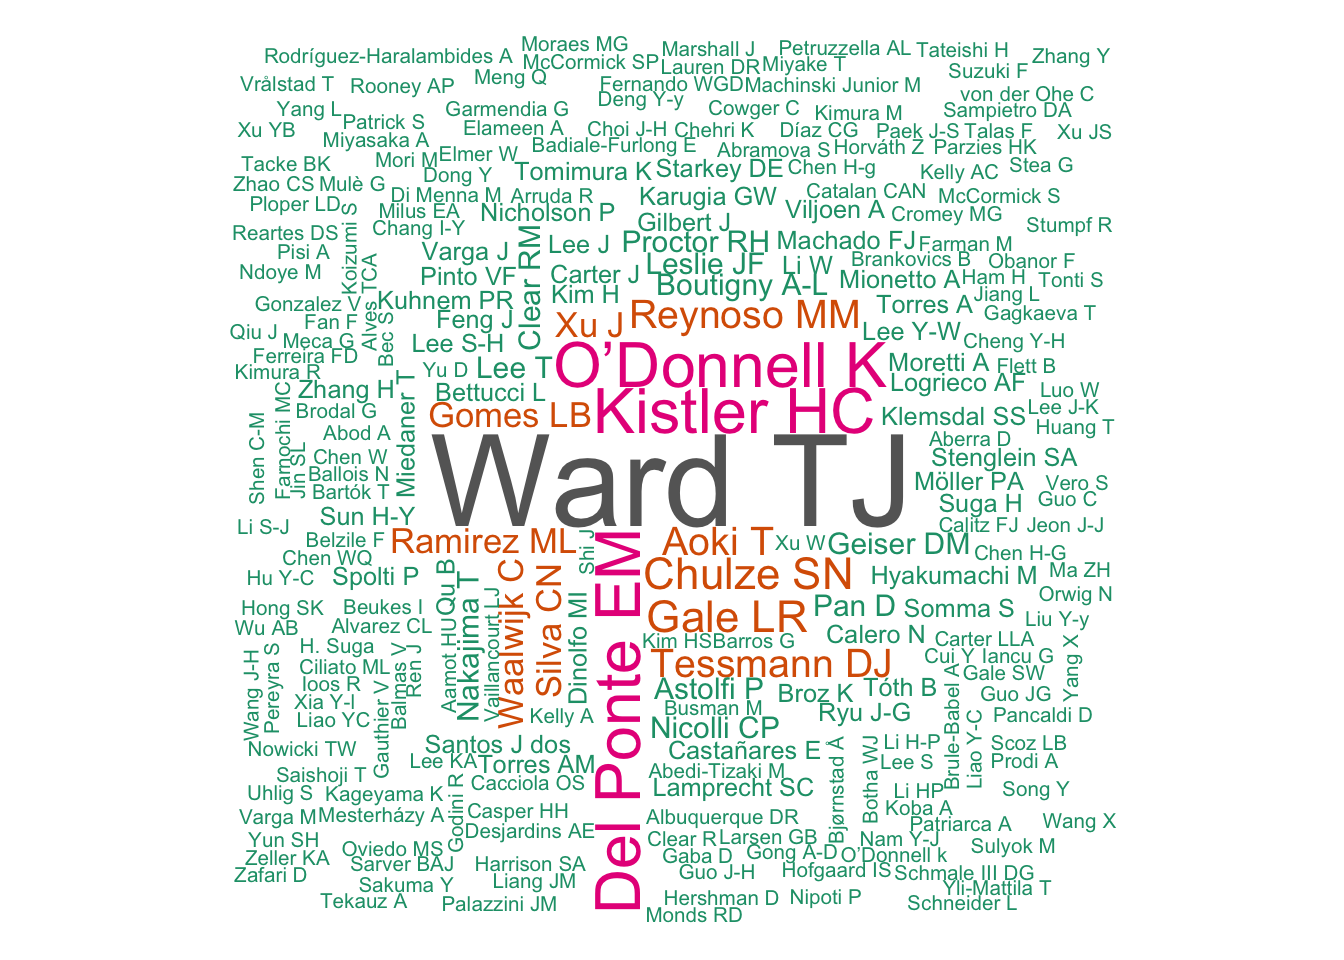 Moraes MG
Marshall J
Petruzzella AL
Tateishi H
Zhang Y
Rodríguez-Haralambides A
McCormick SP
Lauren DR
Miyake T
Suzuki F
Vrålstad T
Rooney AP
Meng Q
Fernando WGD
Machinski Junior M
von der Ohe C
Yang L
Garmendia G
Deng Y-y
Cowger C
Kimura M
Sampietro DA
Xu YB
Patrick S
Elameen A
Choi J-H
Chehri K
Díaz CG
Paek J-S
Talas F
Xu JS
Miyasaka A
Badiale-Furlong E
Abramova S
Horváth Z
Parzies HK
Tacke BK
Mori M
Elmer W
Tomimura K
Starkey DE
Chen H-g
Kelly AC
Stea G
Zhao CS
Mulè G
Dong Y
Di Menna M
Arruda R
Karugia GW
Catalan CAN
McCormick S
Ploper LD
Koizumi S
Milus EA
Nicholson P
Gilbert J
Viljoen A
Cromey MG
Stumpf R
Reartes DS
Chang I-Y
Clear RM
Lee J
Proctor RH
Machado FJ
Farman M
Pisi A
Varga J
Leslie JF
Li W
Brankovics B
Obanor F
Ndoye M
Alves TCA
Pinto VF
Carter J
Boutigny A-L
Mionetto A
Ham H
Tonti S
Gonzalez V
Kuhnem PR
Kim H
Reynoso MM
Torres A
Jiang L
Gagkaeva T
Fan F
Bec S
Feng J
Xu J
Lee Y-W
Cheng Y-H
Qiu J
Meca G
Lee S-H
Ferreira FD
Kimura R
Yu D
Lee T
O’Donnell K
Moretti A
Flett B
Zhang H
Miedaner T
Bettucci L
Kistler HC
Logrieco AF
Luo W
Shen C-M
Farnochi MC
Brodal G
Gomes LB
Klemsdal SS
Lee J-K
Huang T
Abod A
Ward TJ
Aberra D
Jin SL
Chen W
Stenglein SA
Ballois N
Möller PA
Vero S
Bartók T
Suga H
Guo C
Li S-J
Sun H-Y
Calitz FJ
Jeon J-J
Belzile F
Ramirez ML
Shi J
Del Ponte EMI
Aoki T
Xu W
Geiser DM
Chen H-G
Chen WQ
Hu Y-C
Spolti P
Qu B
Waalwijk C
Silva CN
Chulze SN
Hyakumachi M
Ma ZH
Orwig N
Hong SK
Beukes I
Aamot HU
Nakajima T
Vaillancourt LJ
Dinolfo MI
Gale LR
Pan D
Somma S
Liu Y-y
Wu AB
Alvarez CL
Kim HS
Barros G
Calero N
Carter LLA
Wang J-H
Pereyra S
H. Suga
Balmas V
Ren J
Tessmann DJ
Cui Y
Iancu G
Yang X
Ciliato ML
Ioos R
Gauthier V
Astolfi P
Broz K
Tóth B
Brule-Babel A
Gale SW
Xia Y-l
Busman M
Guo JG
Liao YC
Kelly A
Nicolli CP
Ryu J-G
Liao Y-C
Pancaldi D
Nowicki TW
Santos J dos
Castañares E
Bjørnstad Å
Botha WJ
Li H-P
Scoz LB
Saishoji T
Lee KA
Torres AM
Abedi-Tizaki M
Lee S
Prodi A
Uhlig S
Kageyama K
Godini R
Cacciola OS
Lamprecht SC
Li HP
Song Y
Varga M
Mesterházy A
Casper HH
Albuquerque DR
Koba A
Patriarca A
Wang X
Yun SH
Desjardins AE
Clear R
Larsen GB
Nam Y-J
Sulyok M
Zeller KA
Oviedo MS
Gaba D
Gong A-D
O’Donnell k
Zafari D
Sarver BAJ
Harrison SA
Guo J-H
Hofgaard IS
Schmale III DG
Sakuma Y
Liang JM
Yli-Mattila T
Tekauz A
Palazzini JM
Hershman D
Nipoti P
Schneider L
Monds RD